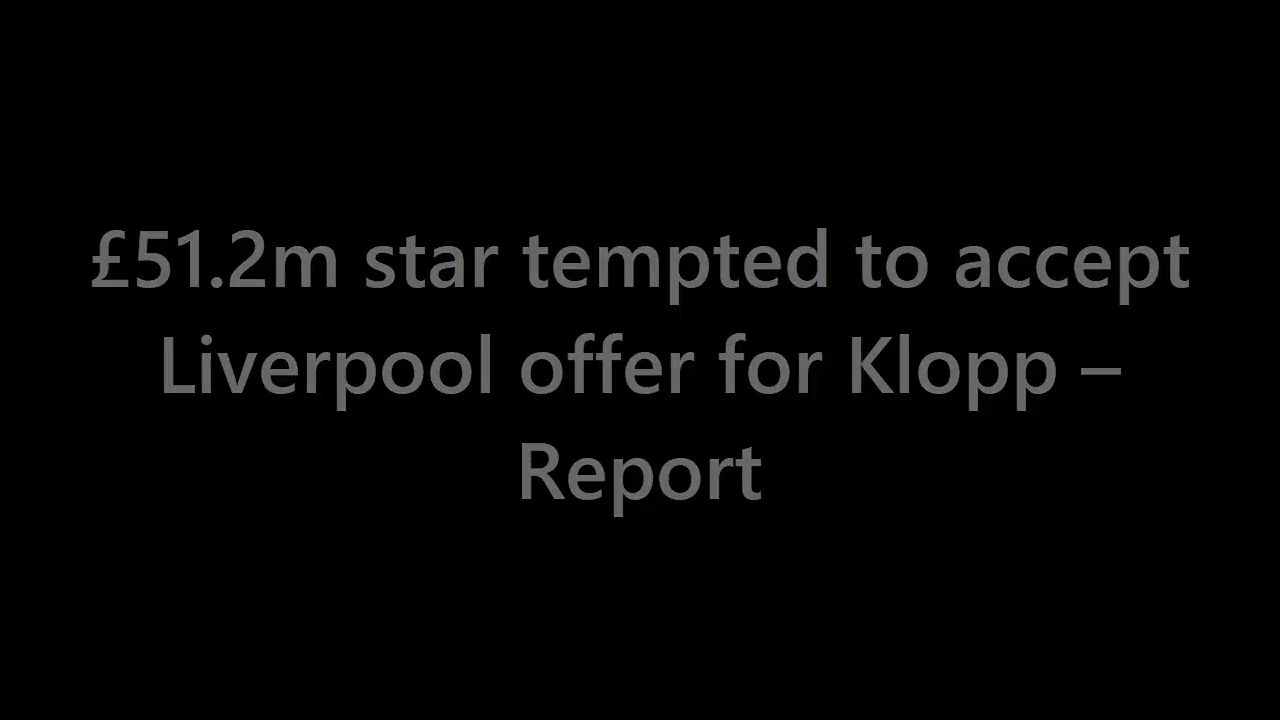 £51.2m star tempted to accept
Liverpool offer for Klopp –
Report